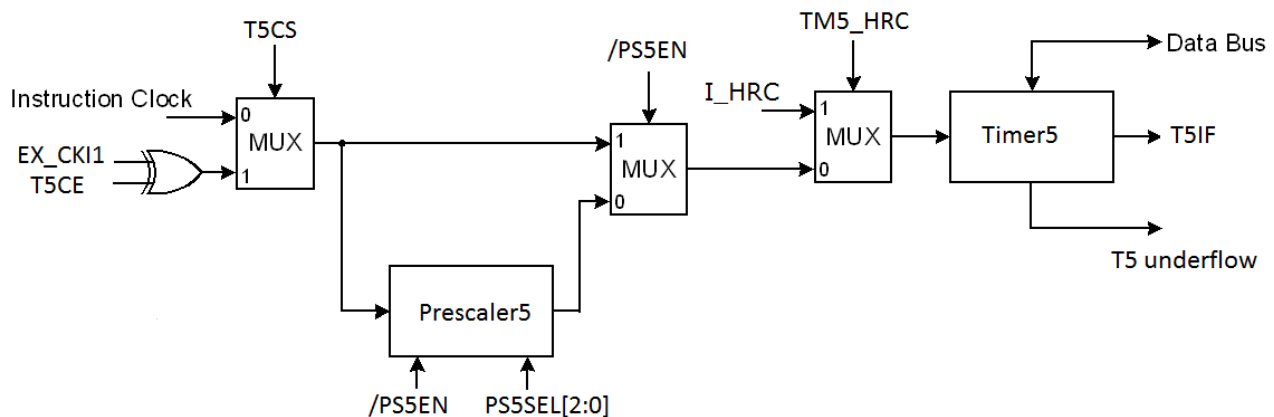 T5CS
TM5_HRC
/PS5EN
Data Bus
Instruction Clock
0
MUX
I_HRC
1
MUX
Timer5
T5IF
EX_CKI1
T5CE
1
1
MUX
0
0
T5 underflow
Prescaler5
/PS5EN
PS5SEL[2:0]